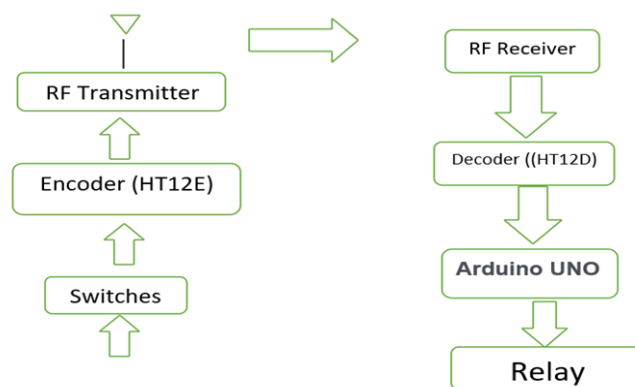 RF Transmitter
Encoder (HT12E)
Switches
RF Receiver
Decoder ((HT12D)
Arduino UNO
Relay